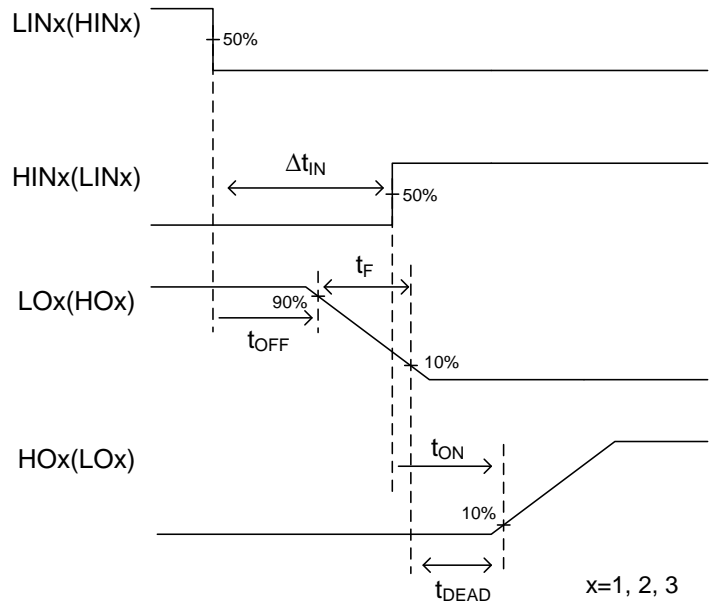 LINx(HINx)
50%
HINx(LINx)
ΔtIN
50%
LOx(HOx)
90%
tF
tOFF
10%
HOx(LOx)
tON
10%
tDEAD
x=1, 2, 3